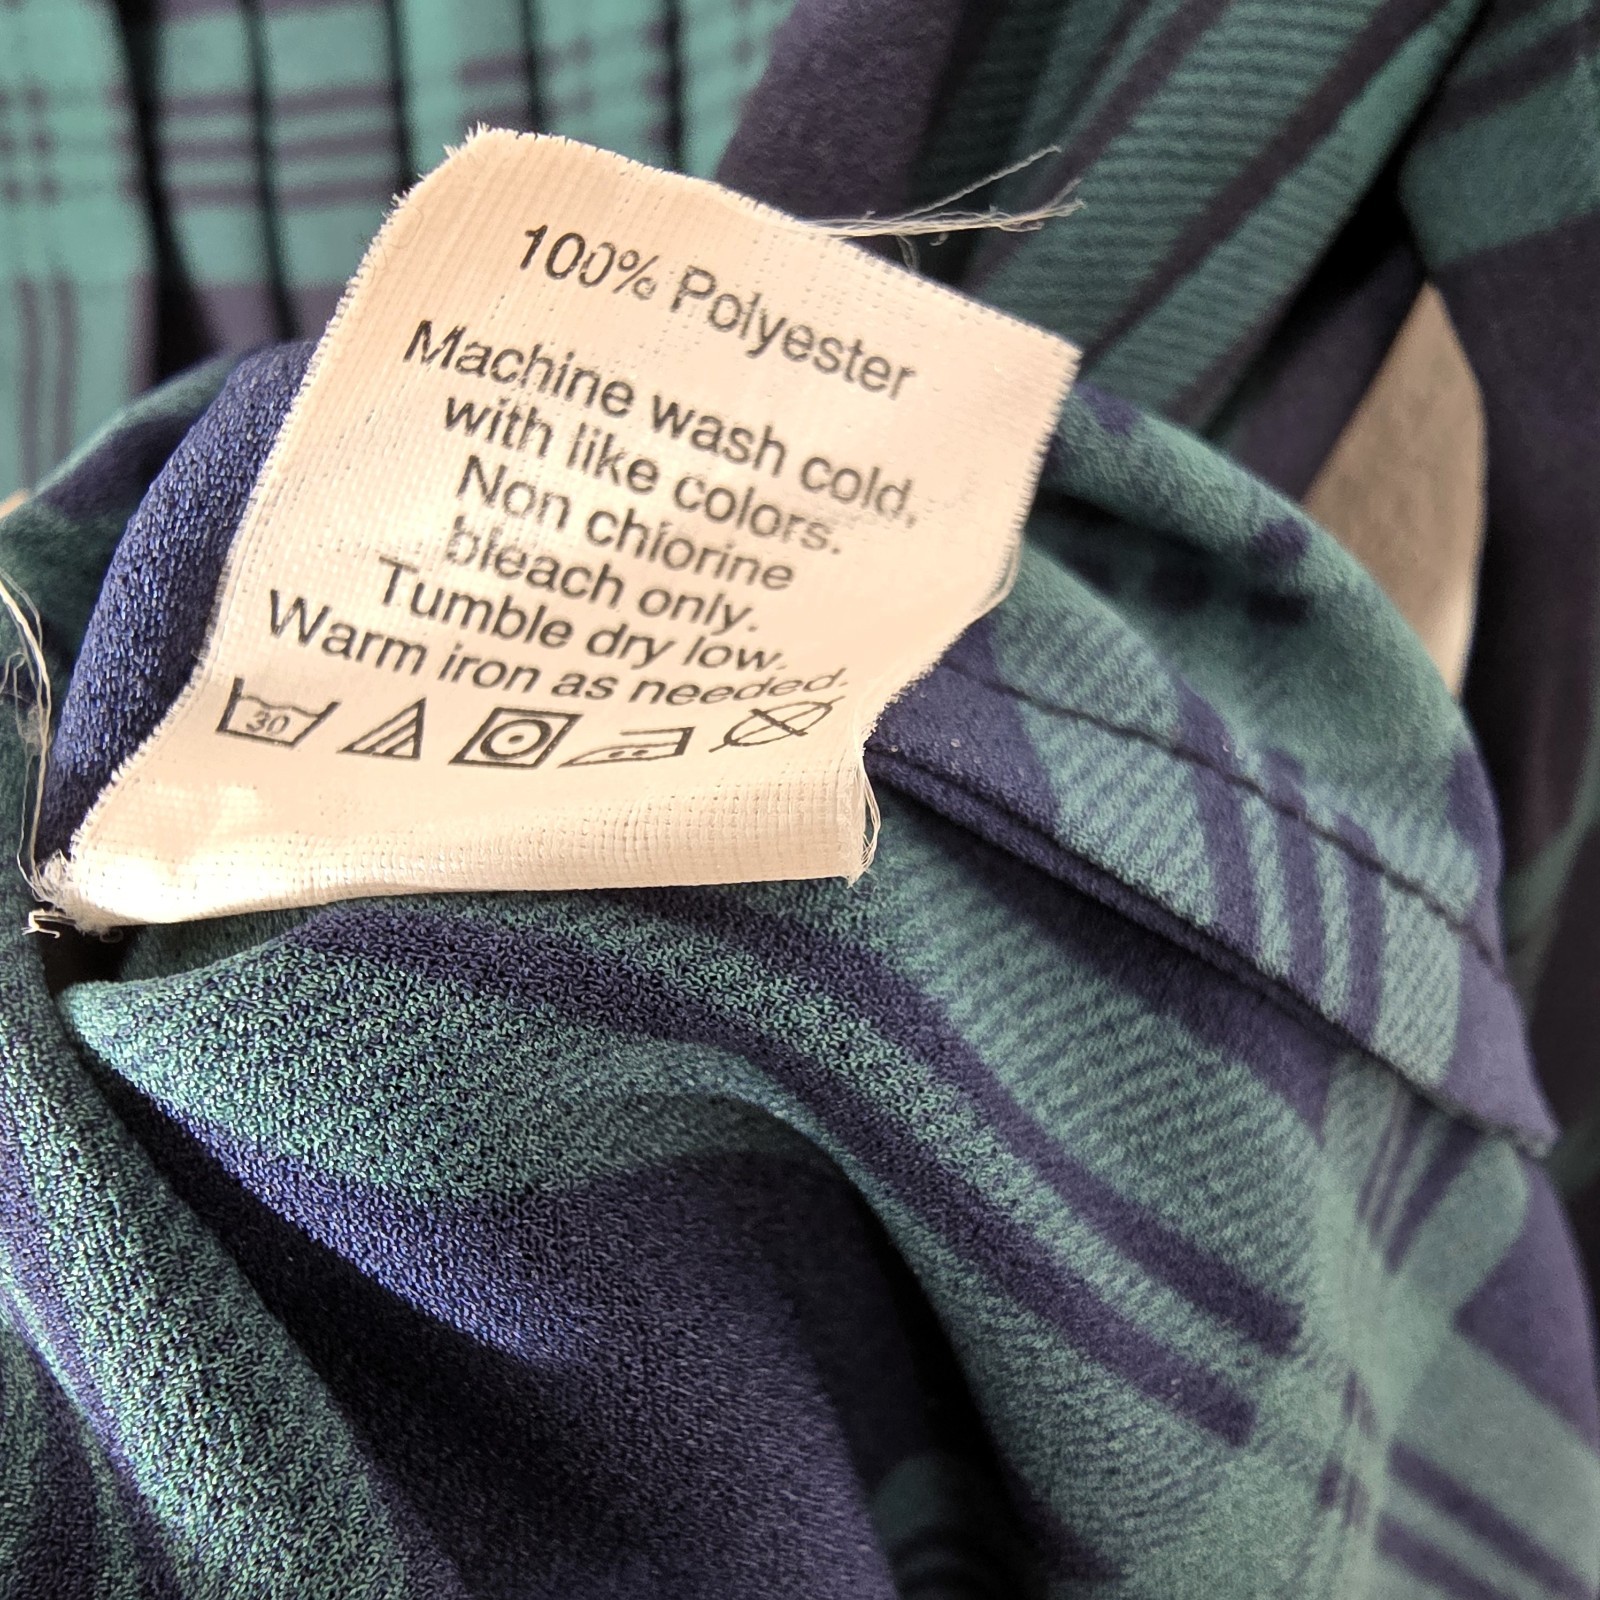 100% Polyester
Machine wash cold,
with like colors.
Non chlorine
bleach only.
Tumble dry low.
Warm iron as needed.
30